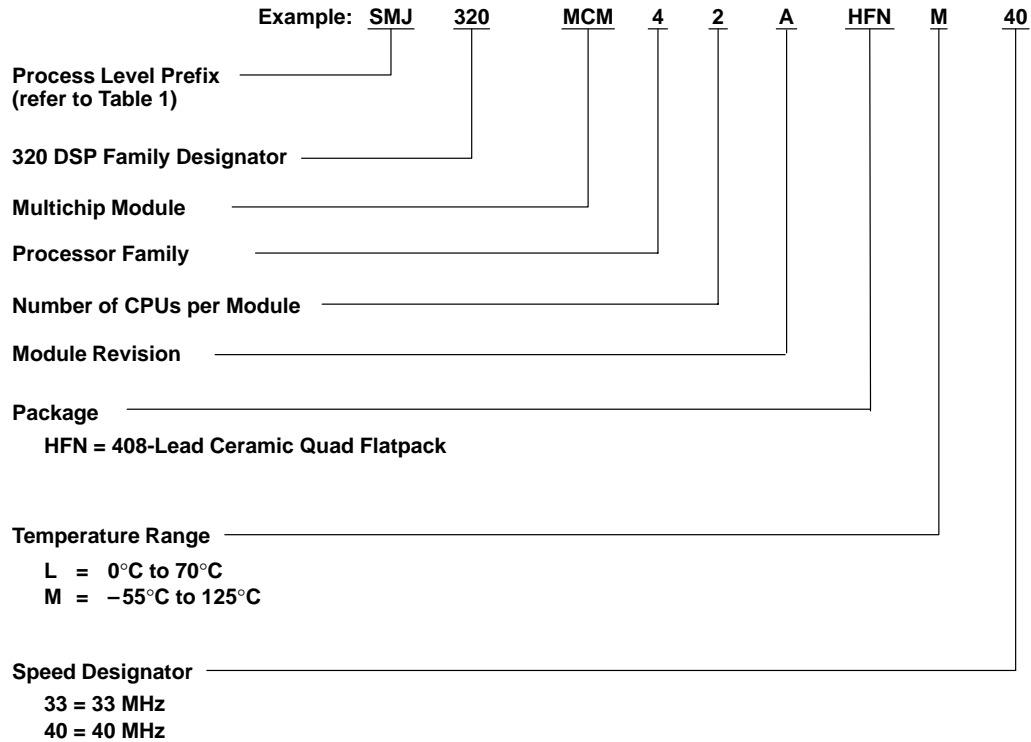 Example: SMJ 320 MCM 4 2 A HFN M 40
Process Level Prefix
(refer to Table 1)
320 DSP Family Designator
Multichip Module
Processor Family
Number of CPUs per Module
Module Revision
Package
HFN = 408-Lead Ceramic Quad Flatpack
Temperature Range
L = 0°C to 70°C
M = –55°C to 125°C
Speed Designator
33 = 33 MHz
40 = 40 MHz